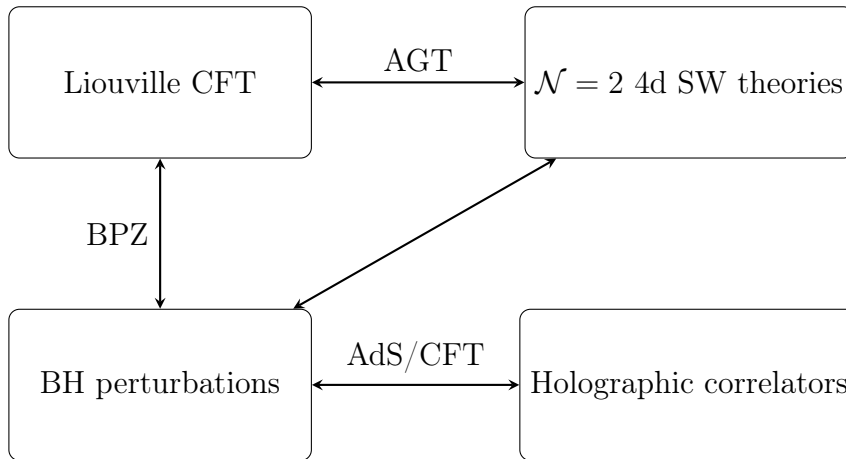 Liouville CFT
AGT
𝒩 = 2 4d SW theories
BPZ
BH perturbations
AdS/CFT
Holographic correlators